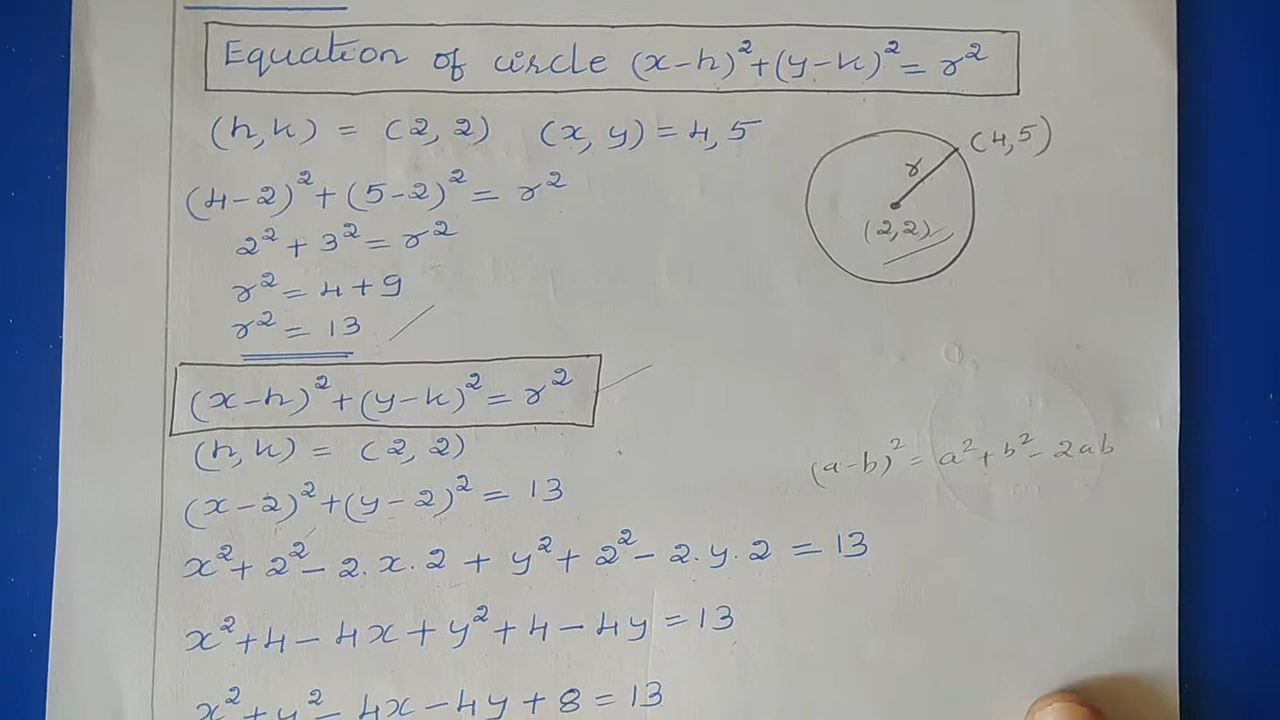 Equation of circle (x-h)²+(y-k)²=r²
(h,k) = (2,2) (x,y)=4,5
(4,5)
r
(2,2)
(4-2)²+(5-2)²=r²
2²+3²=r²
r²=4+9
r²=13
(x-h)²+(y-k)²=r²
(h,k) = (2,2)
(a-b)²=a²+b²-2ab
(x-2)²+(y-2)²=13
x²+2²-2.x.2+y²+2²-2.y.2=13
x²+4-4x+y²+4-4y=13
x²+y²-4x-4y+8=13